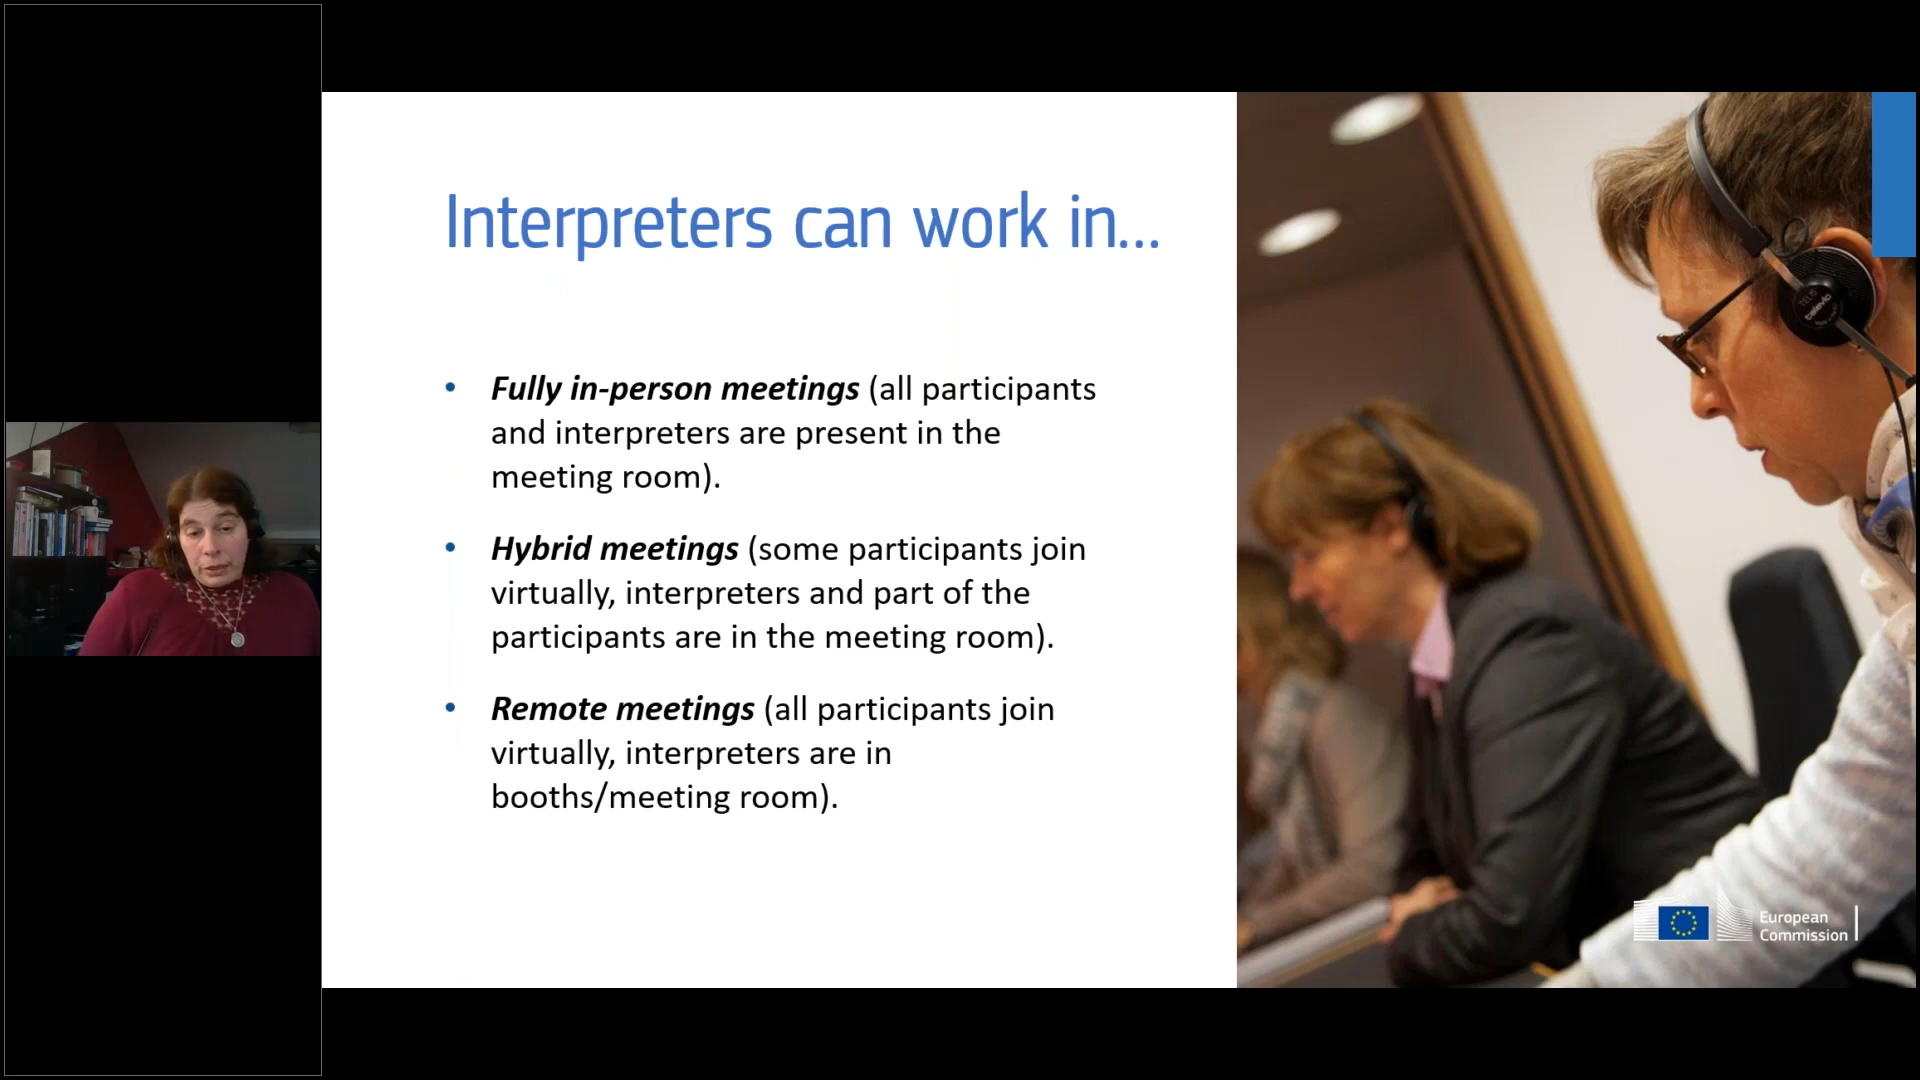 Interpreters can work in...
• Fully in-person meetings (all participants
and interpreters are present in the
meeting room).
• Hybrid meetings (some participants join
virtually, interpreters and part of the
participants are in the meeting room).
• Remote meetings (all participants join
virtually, interpreters are in
booths/meeting room).
televic
European
Commission